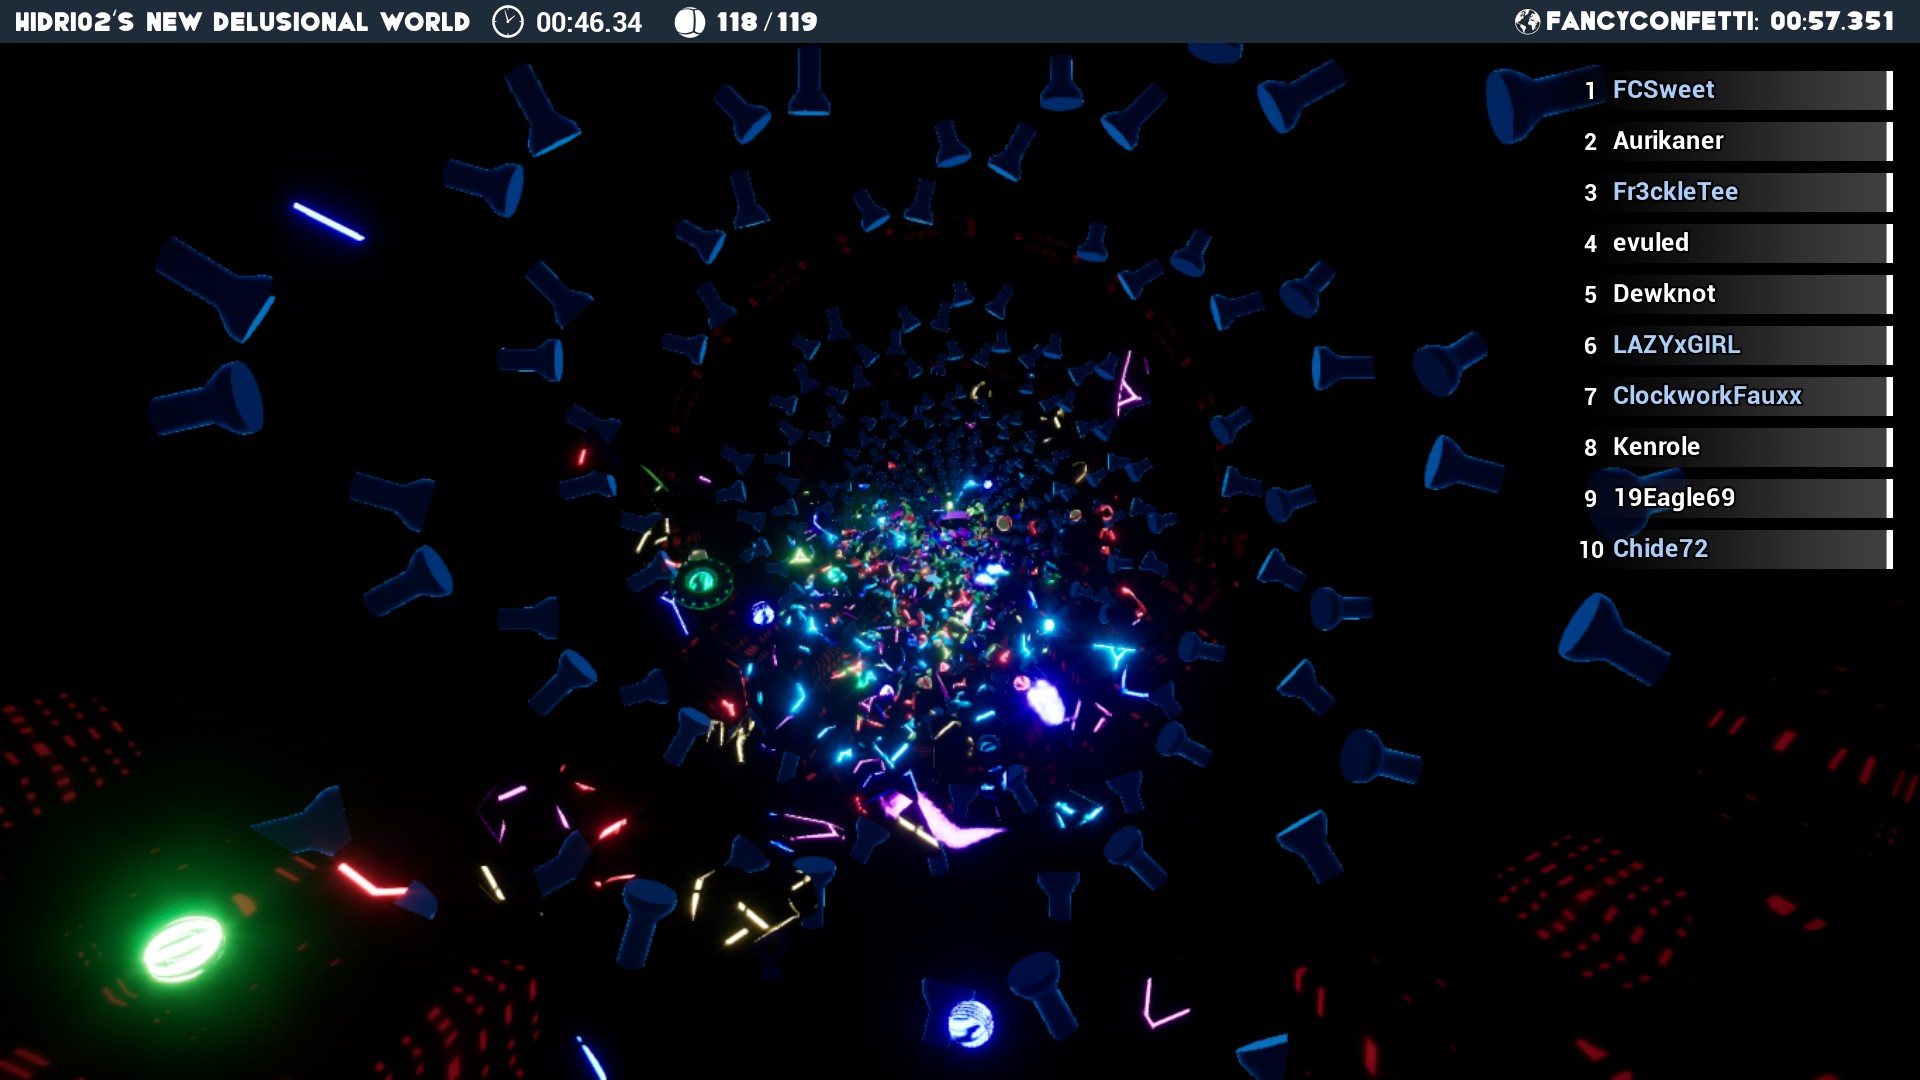 HIDRI02'S NEW DELUSIONAL WORLD 00:46.34 118/119 FANCYCONFETTI: 00:57.351
1 FCSweet
2 Aurikaner
3 Fr3ckleTee
4 evuled
5 Dewknot
6 LAZYxGIRL
7 ClockworkFauxx
8 Kenrole
9 19Eagle69
10 Chide72